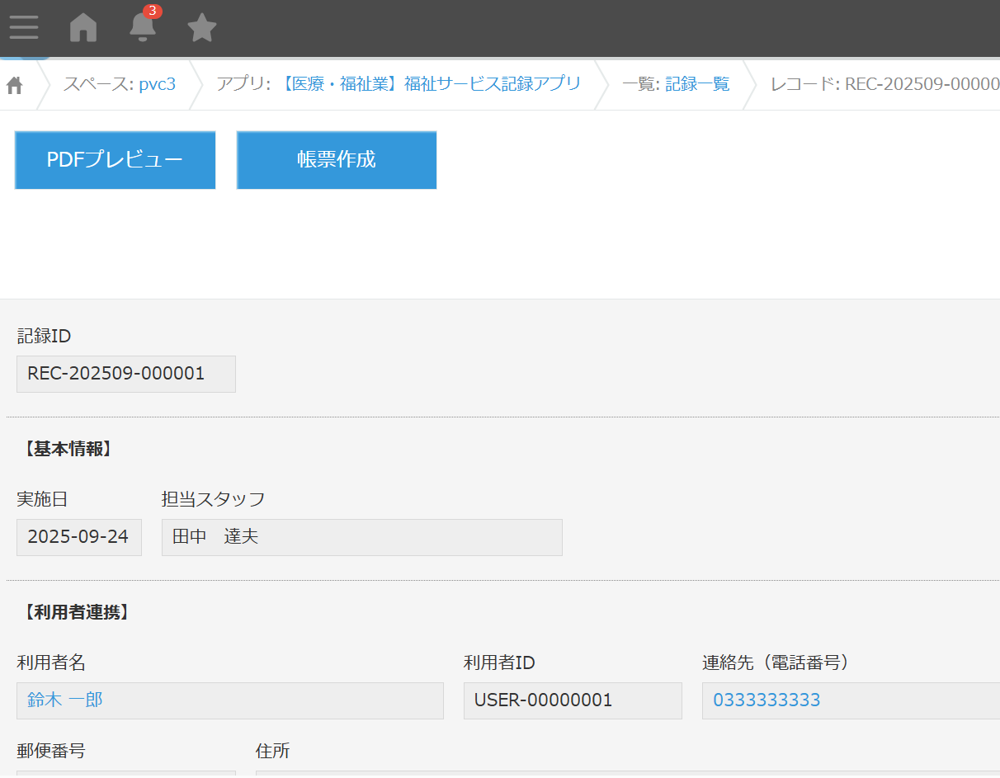 3
スペース: pvc3 アプリ: 【医療・福祉業】福祉サービス記録アプリ 一覧: 記録一覧 レコード: REC-202509-00000
PDFプレビュー 帳票作成
記録ID
REC-202509-000001
【基本情報】
実施日 担当スタッフ
2025-09-24 田中　達夫
【利用者連携】
利用者名 利用者ID 連絡先（電話番号）
鈴木 一郎 USER-00000001 0333333333
郵便番号 住所